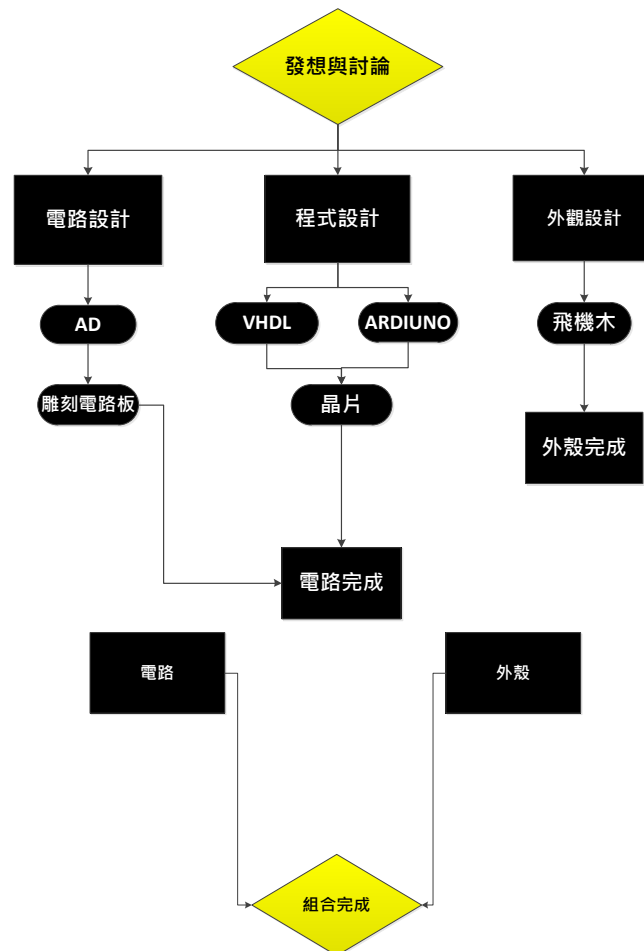 發想與討論
電路設計
程式設計
外觀設計
AD
VHDL
ARDIUNO
飛機木
雕刻電路板
晶片
外殼完成
電路完成
電路
外殼
組合完成